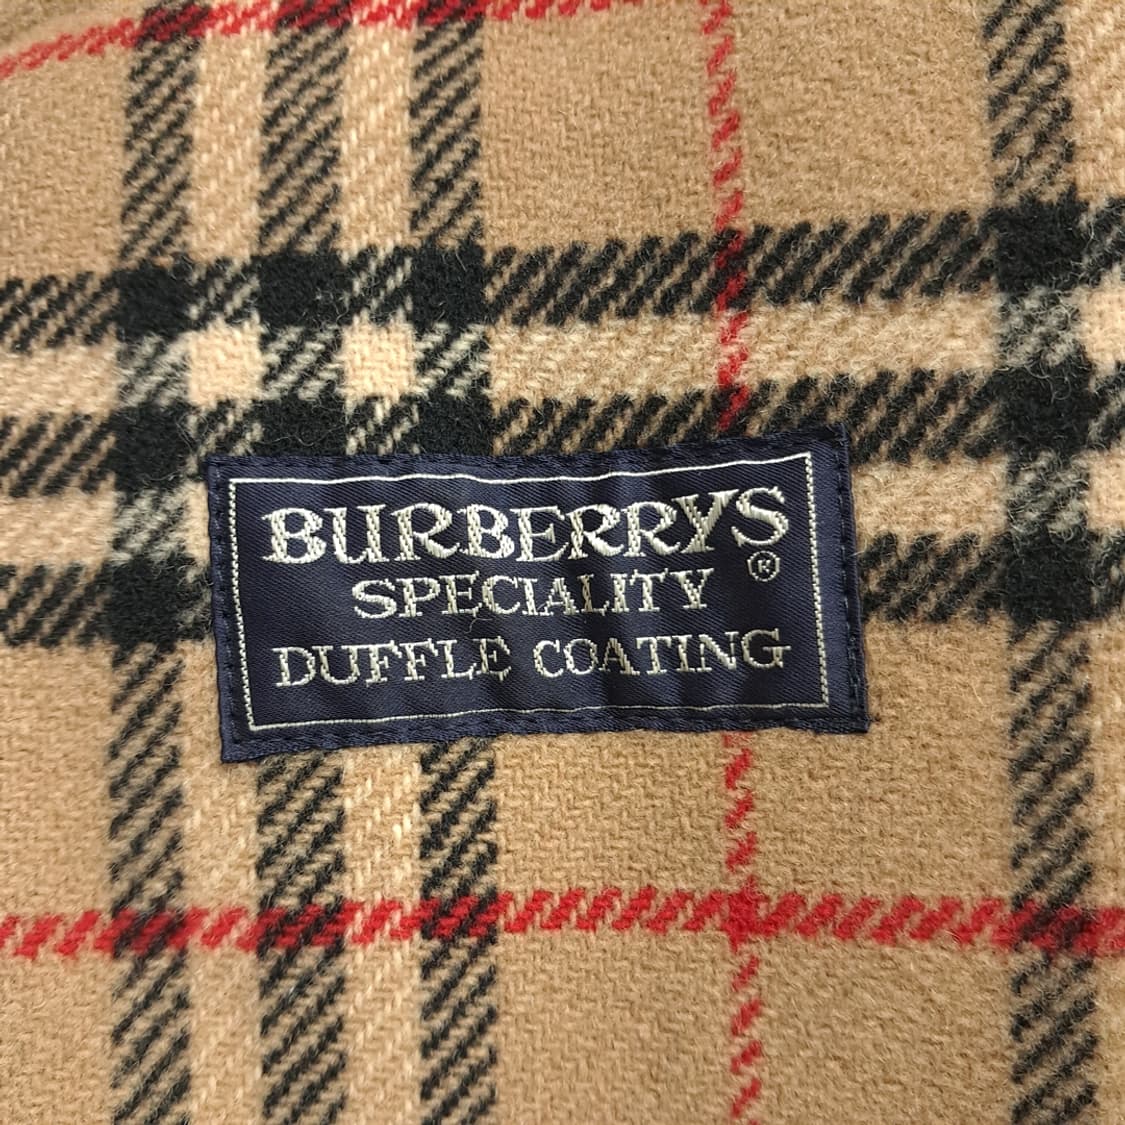 BURBERRYS
®
SPECIALITY
DUFFLE COATING